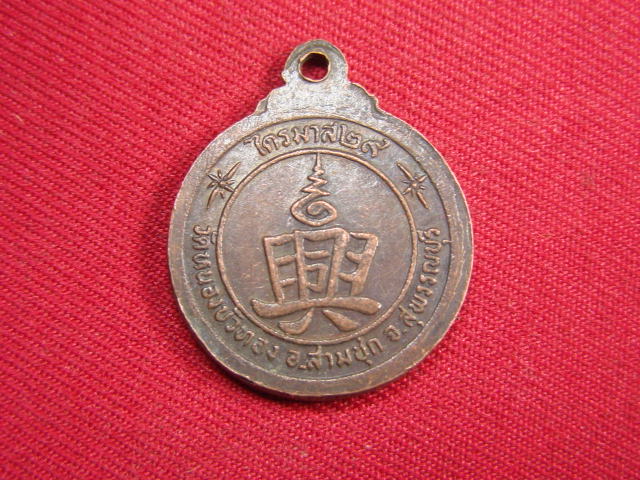 ไตรมาส๒๙
興
วัดหนองบัวทอง อ.สามชุก จ.สุพรรณบุรี